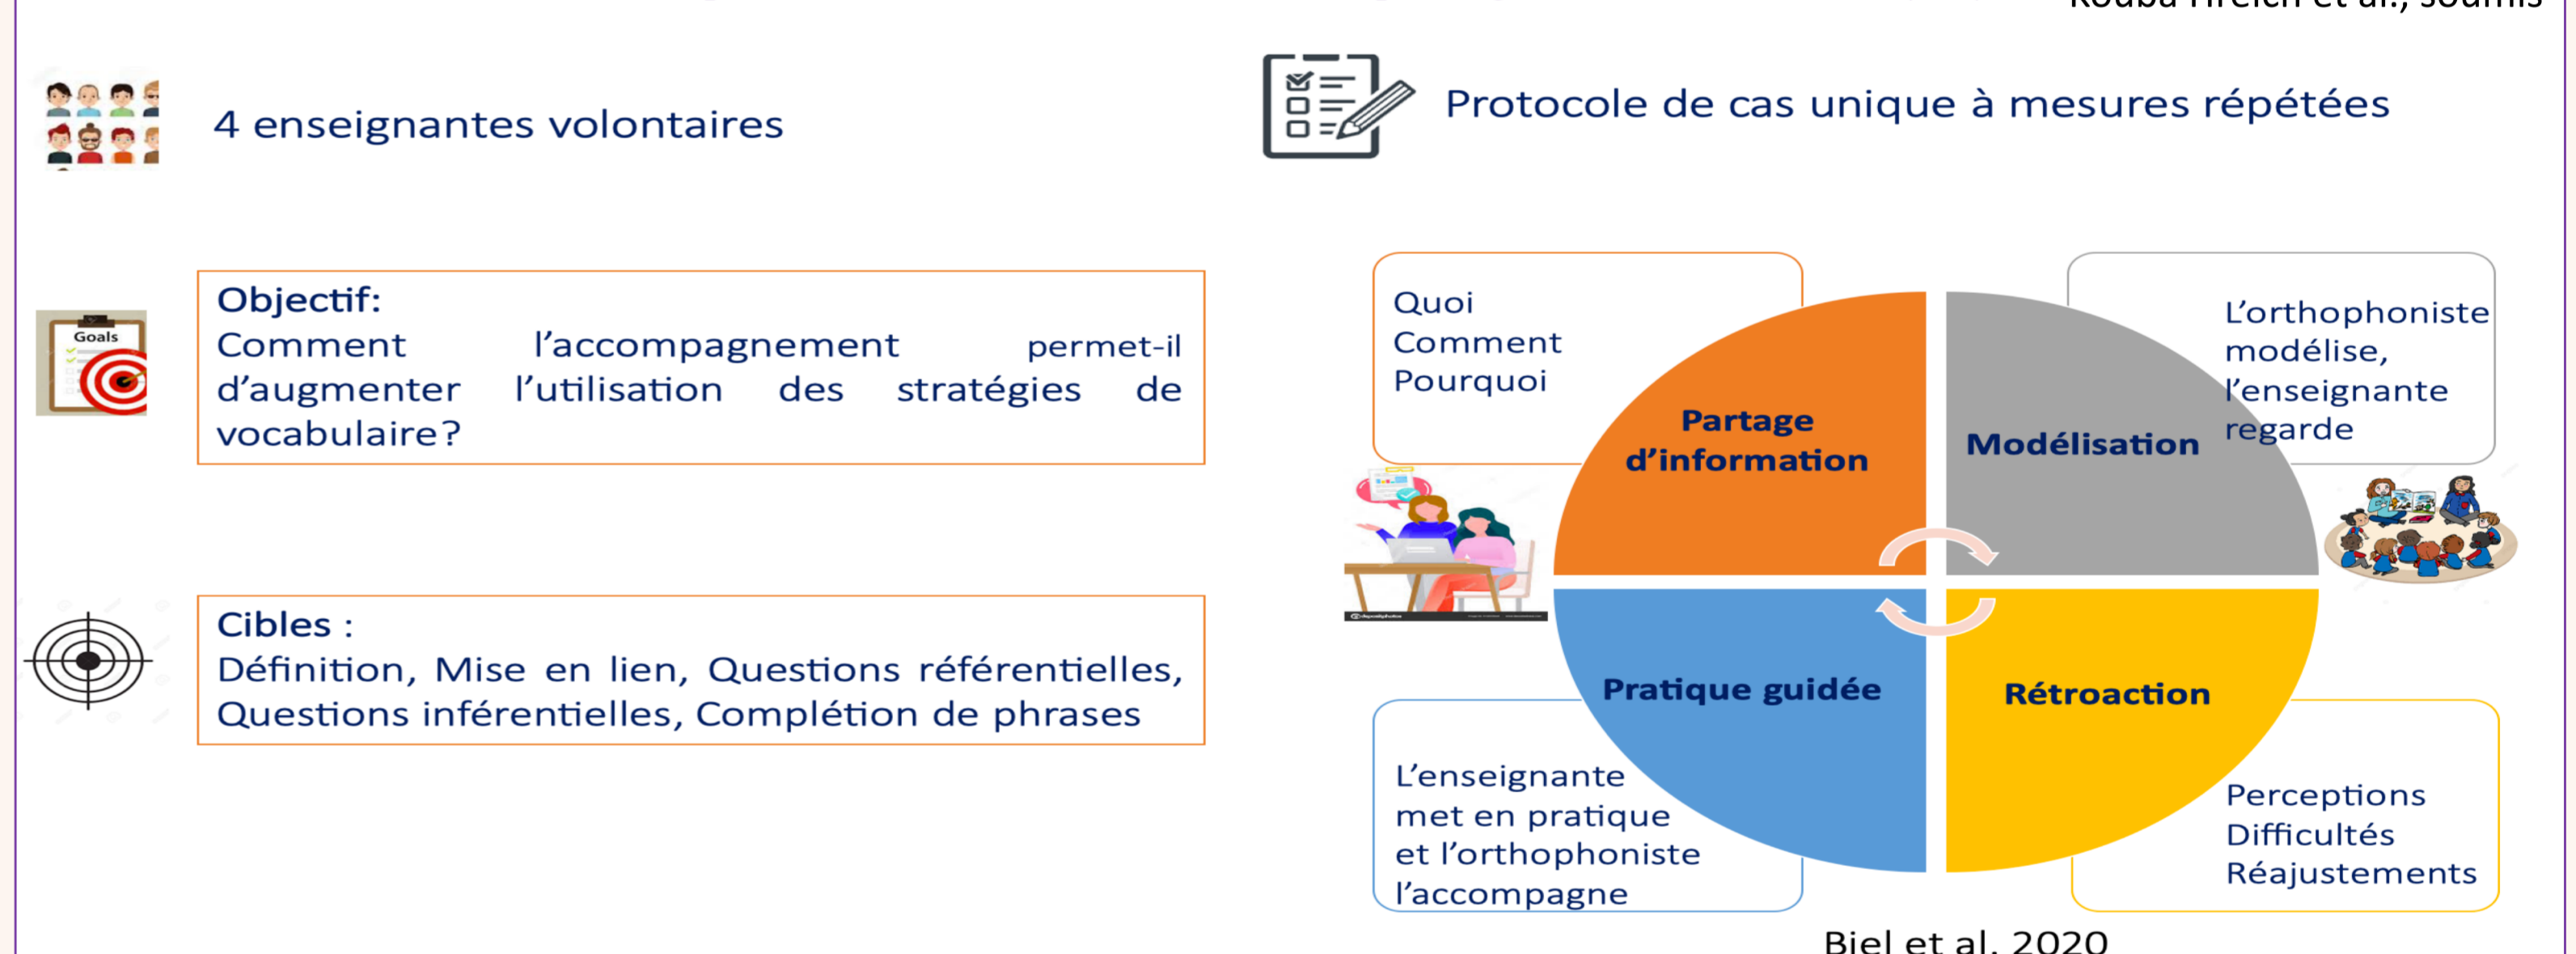 et al., soumis
4 enseignantes volontaires
Protocole de cas unique à mesures répétées
Goals
Objectif:
Comment l'accompagnement permet-il
d'augmenter l'utilisation des stratégies de
vocabulaire?
Cibles :
Définition, Mise en lien, Questions référentielles,
Questions inférentielles, Complétion de phrases
Quoi
Comment
Pourquoi
Partage
d'information
Modélisation
L'orthophoniste
modélise,
l'enseignante
regarde
Pratique guidée
L'enseignante
met en pratique
et l'orthophoniste
l'accompagne
Rétroaction
Perceptions
Difficultés
Réajustements
Biel et al. 2020